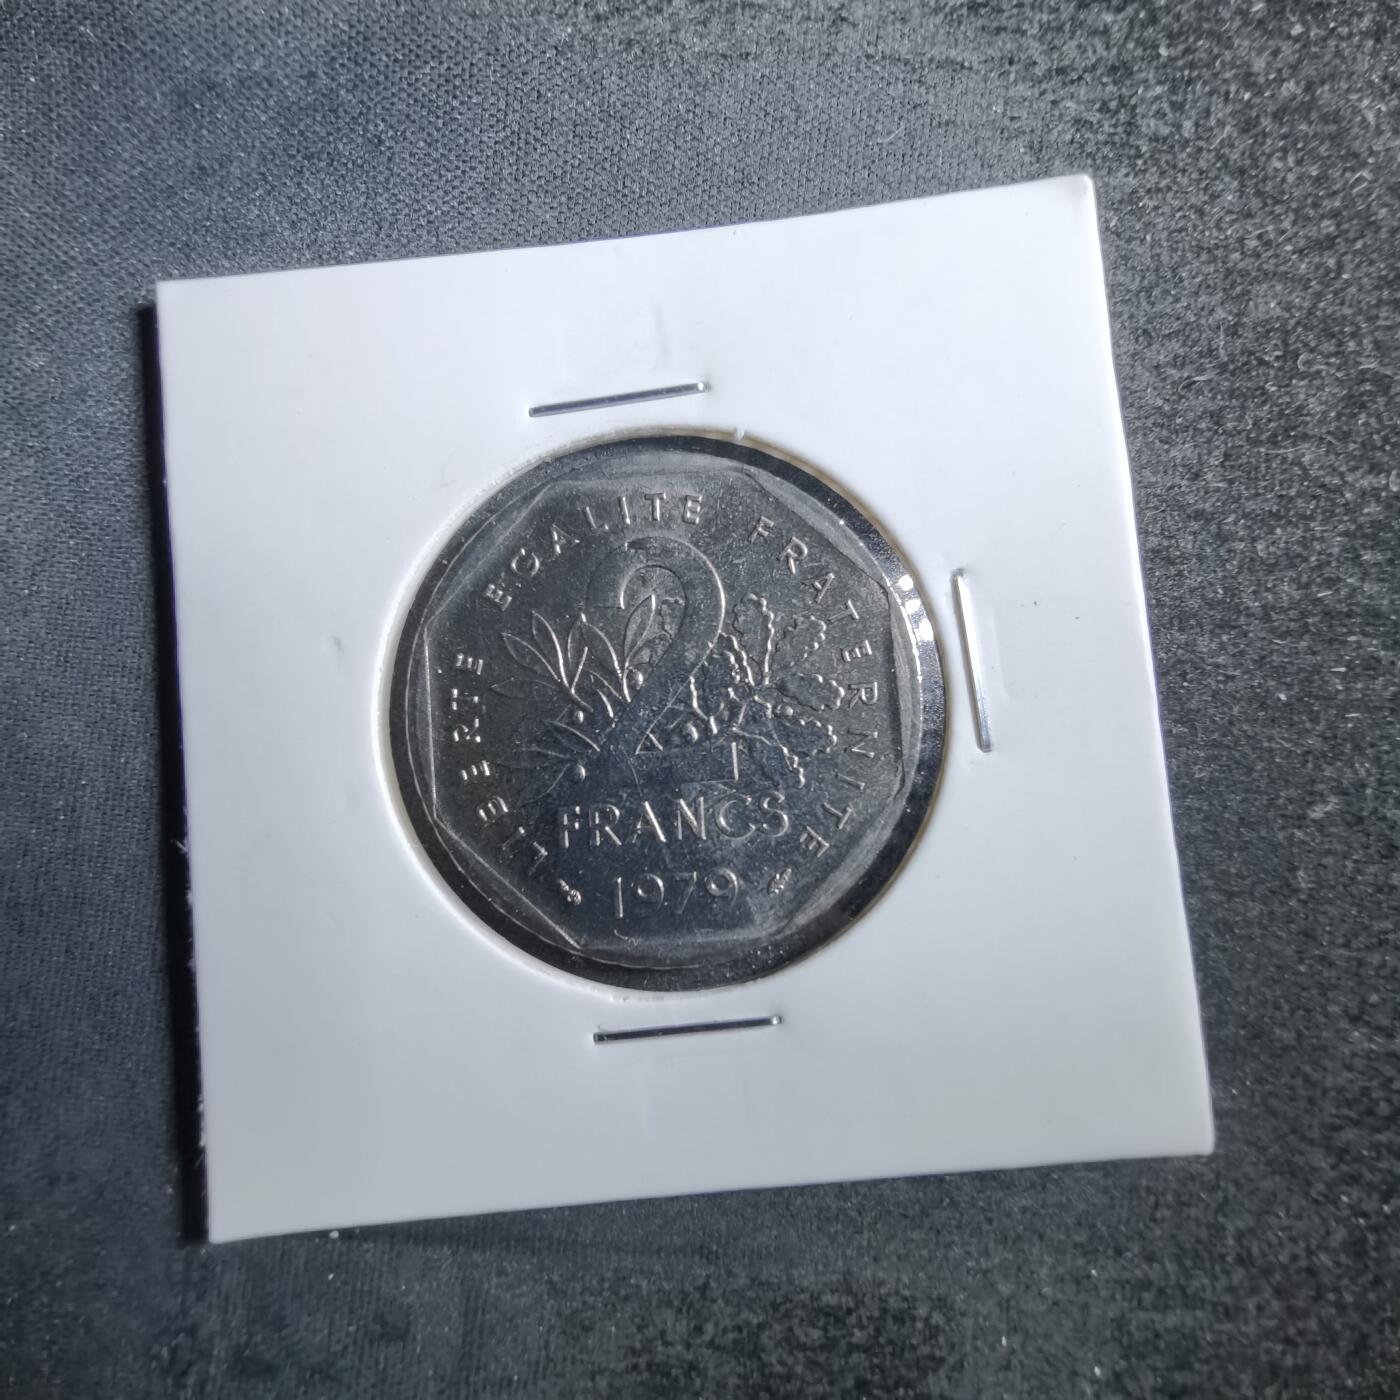 LIBERTE EGALITE FRATERNITE
2
FRANCS
1979